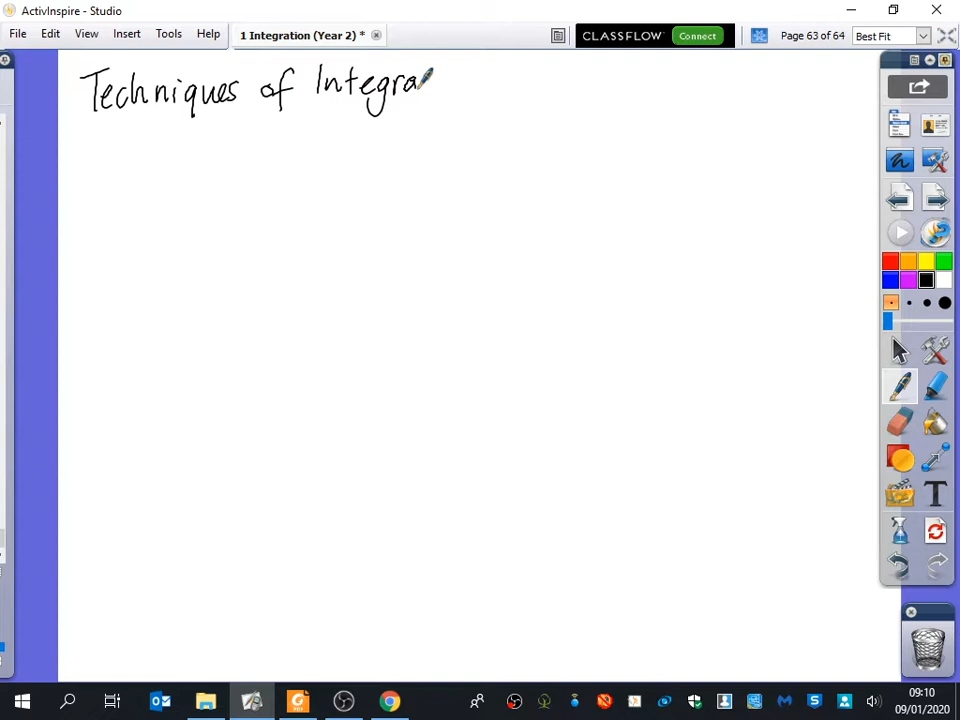 ActivInspire - Studio
File Edit View Insert Tools Help 1 Integration (Year 2) * CLASSFLOW Connect Page 63 of 64 Best Fit
Techniques of Integra
09:10
09/01/2020